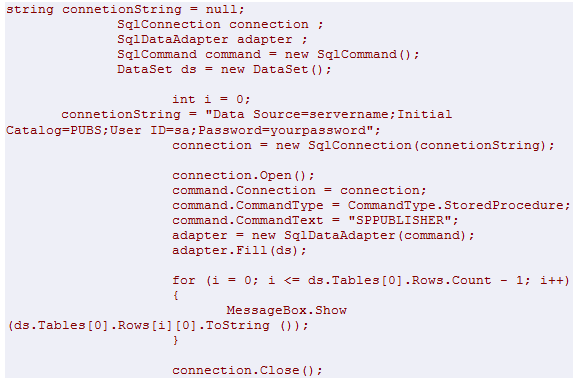 string connetionString = null;
SqlConnection connection ;
SqlDataAdapter adapter ;
SqlCommand command = new SqlCommand();
DataSet ds = new DataSet();
int i = 0;
connetionString = "Data Source=servername;Initial
Catalog=PUBS;User ID=sa;Password=yourpassword";
connection = new SqlConnection(connetionString);
connection.Open();
command.Connection = connection;
command.CommandType = CommandType.StoredProcedure;
command.CommandText = "SPPUBLISHER";
adapter = new SqlDataAdapter(command);
adapter.Fill(ds);
for (i = 0; i <= ds.Tables[0].Rows.Count - 1; i++)
{
MessageBox.Show
(ds.Tables[0].Rows[i][0].ToString ());
}
connection.Close();